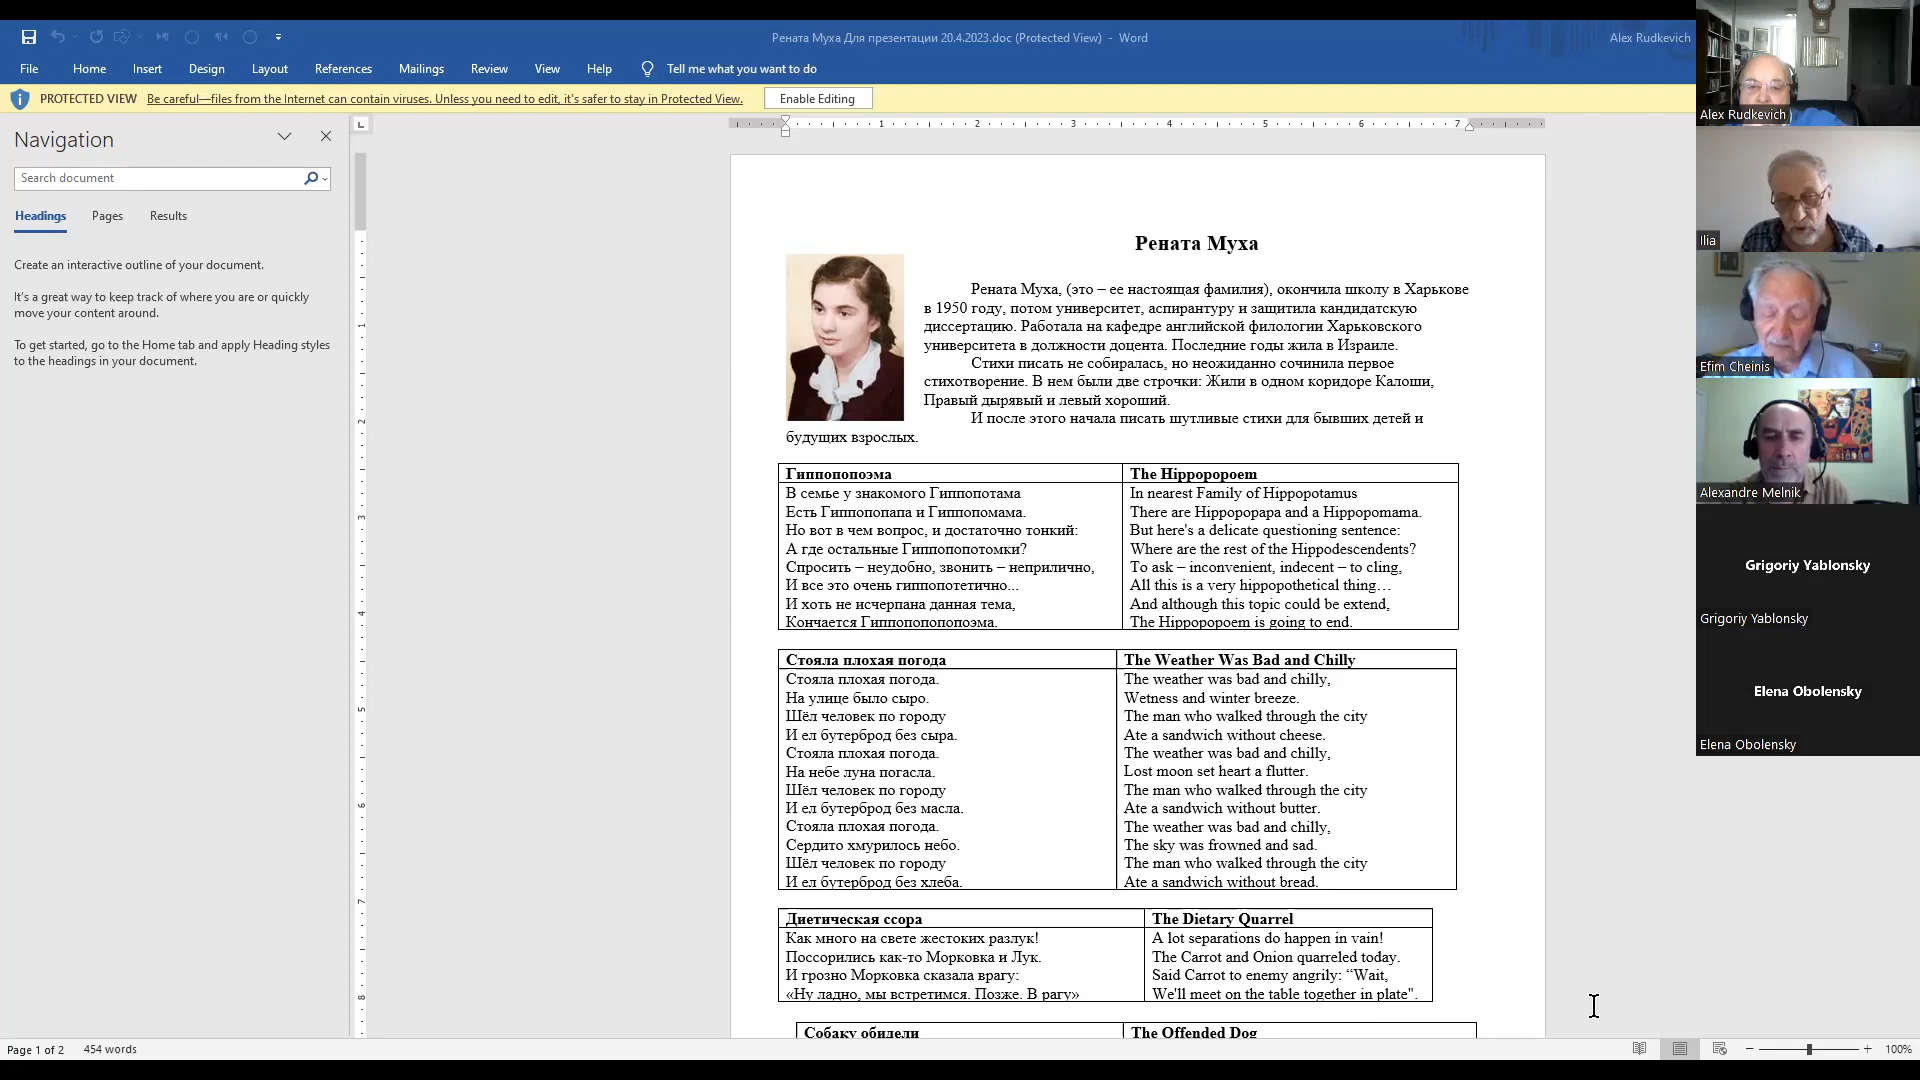 Рената Муха Для презентации 20.4.2023.doc (Protected View) - Word
Alex Rudkevich
File Home Insert Design Layout References Mailings Review View Help Tell me what you want to do
PROTECTED VIEW Be careful—files from the Internet can contain viruses. Unless you need to edit, it's safer to stay in Protected View. Enable Editing
Navigation
Search document
Headings Pages Results
Create an interactive outline of your document.
It's a great way to keep track of where you are or quickly
move your content around.
To get started, go to the Home tab and apply Heading styles
to the headings in your document.
1 2 3 4 5 6 7
1
2
3
4
5
6
7
8
Рената Муха
Рената Муха, (это – ее настоящая фамилия), окончила школу в Харькове
в 1950 году, потом университет, аспирантуру и защитила кандидатскую
диссертацию. Работала на кафедре английской филологии Харьковского
университета в должности доцента. Последние годы жила в Израиле.
Стихи писать не собиралась, но неожиданно сочинила первое
стихотворение. В нем были две строчки: Жили в одном коридоре Калоши,
Правый дырявый и левый хороший.
И после этого начала писать шутливые стихи для бывших детей и
будущих взрослых.
Гиппопопоэма
В семье у знакомого Гиппопотама
Есть Гиппопопапа и Гиппопомама.
Но вот в чем вопрос, и достаточно тонкий:
А где остальные Гиппопопотомки?
Спросить – неудобно, звонить – неприлично,
И все это очень гиппопотетично...
И хоть не исчерпана данная тема,
Кончается Гиппопопопопоэма.
The Hippopopoem
In nearest Family of Hippopotamus
There are Hippopopapa and a Hippopomama.
But here's a delicate questioning sentence:
Where are the rest of the Hippodescendents?
To ask – inconvenient, indecent – to cling,
All this is a very hippopothetical thing…
And although this topic could be extend,
The Hippopopoem is going to end.
Стояла плохая погода
Стояла плохая погода.
На улице было сыро.
Шёл человек по городу
И ел бутерброд без сыра.
Стояла плохая погода.
На небе луна погасла.
Шёл человек по городу
И ел бутерброд без масла.
Стояла плохая погода.
Сердито хмурилось небо.
Шёл человек по городу
И ел бутерброд без хлеба.
The Weather Was Bad and Chilly
The weather was bad and chilly,
Wetness and winter breeze.
The man who walked through the city
Ate a sandwich without cheese.
The weather was bad and chilly,
Lost moon set heart a flutter.
The man who walked through the city
Ate a sandwich without butter.
The weather was bad and chilly,
The sky was frowned and sad.
The man who walked through the city
Ate a sandwich without bread.
Диетическая ссора
Как много на свете жестоких разлук!
Поссорились как-то Морковка и Лук.
И грозно Морковка сказала врагу:
«Ну ладно, мы встретимся. Позже. В рагу»
The Dietary Quarrel
A lot separations do happen in vain!
The Carrot and Onion quarreled today.
Said Carrot to enemy angrily: “Wait,
We'll meet on the table together in plate".
Собаку обидели
The Offended Dog
Page 1 of 2 454 words
100%
Alex Rudkevich
Ilia
Efim Cheinis
Alexandre Melnik
Grigoriy Yablonsky
Grigoriy Yablonsky
Elena Obolensky
Elena Obolensky